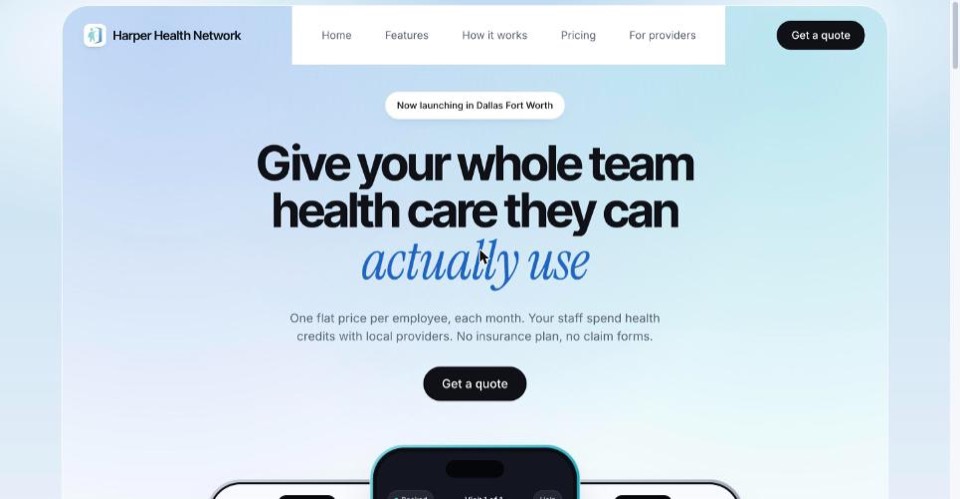 Harper Health Network
Home
Features
How it works
Pricing
For providers
Get a quote
Now launching in Dallas Fort Worth
Give your whole team
health care they can
actually use
One flat price per employee, each month. Your staff spend health
credits with local providers. No insurance plan, no claim forms.
Get a quote